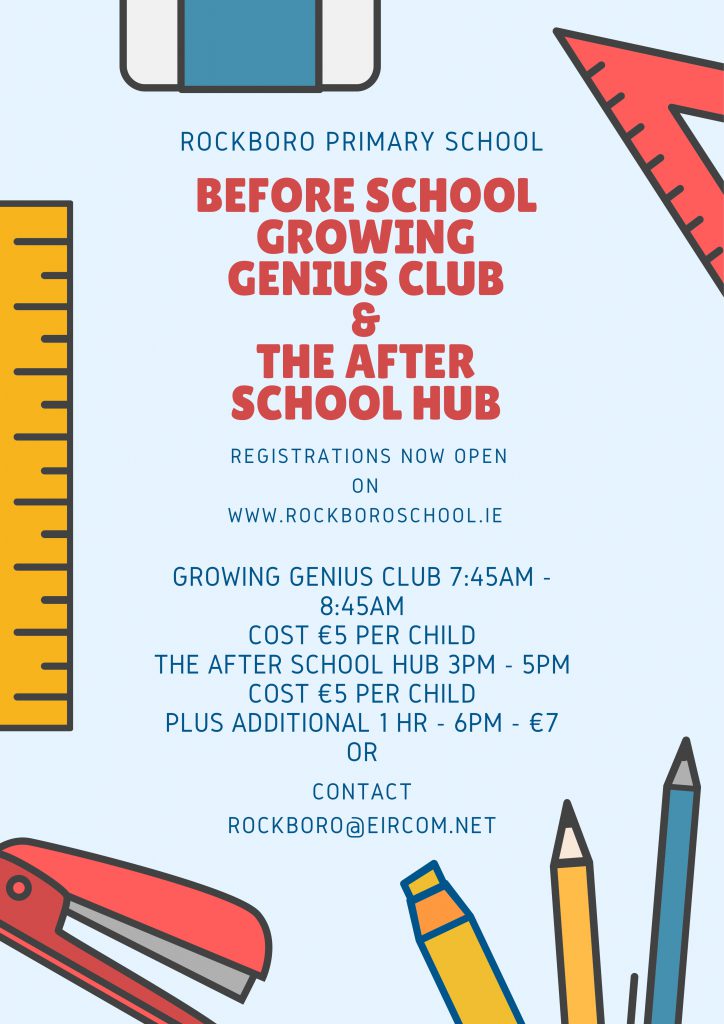 ROCKBORO PRIMARY SCHOOL
BEFORE SCHOOL
GROWING
GENIUS CLUB
&
THE AFTER
SCHOOL HUB
REGISTRATIONS NOW OPEN
ON
WWW.ROCKBOROSCHOOL.IE
GROWING GENIUS CLUB 7:45AM -
8:45AM
COST €5 PER CHILD
THE AFTER SCHOOL HUB 3PM - 5PM
COST €5 PER CHILD
PLUS ADDITIONAL 1 HR - 6PM - €7
OR
CONTACT
ROCKBORO@EIRCOM.NET